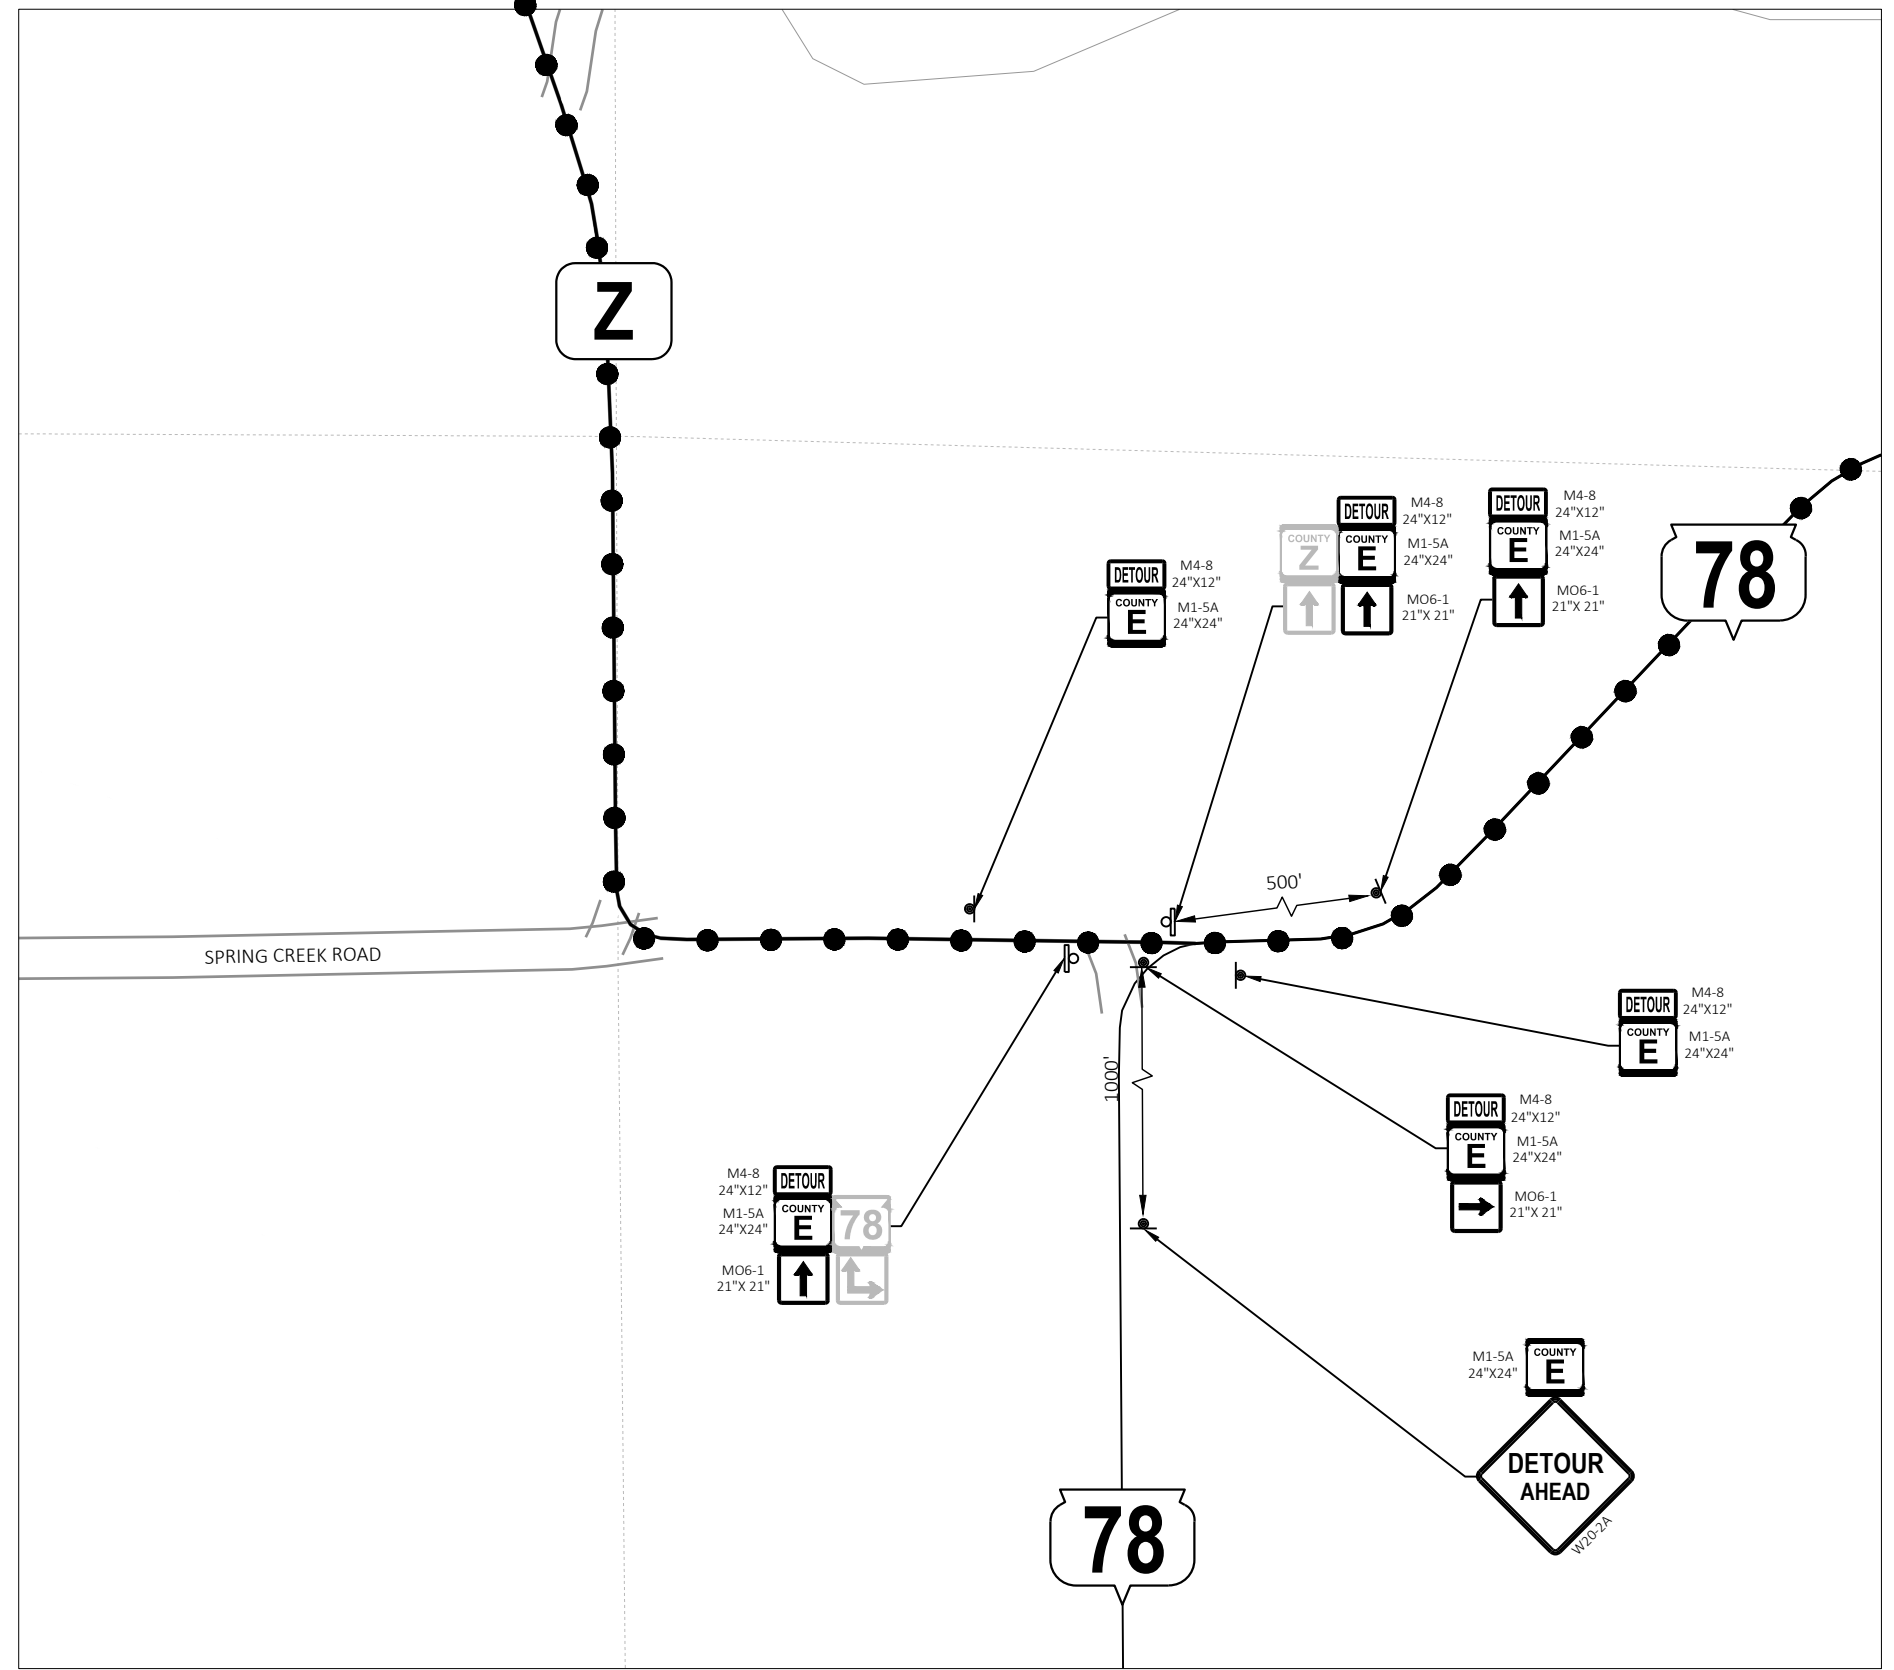 Z
DETOUR
COUNTY
E
M4-8
24"X12"
M1-5A
24"X24"
COUNTY
Z
DETOUR
COUNTY
E
M4-8
24"X12"
M1-5A
24"X24"
MO6-1
21"X 21"
DETOUR
COUNTY
E
M4-8
24"X12"
M1-5A
24"X24"
MO6-1
21"X 21"
78
500'
SPRING CREEK ROAD
1000'
DETOUR
COUNTY
E
M4-8
24"X12"
M1-5A
24"X24"
DETOUR
COUNTY
E
M4-8
24"X12"
M1-5A
24"X24"
MO6-1
21"X 21"
M4-8
24"X12"
M1-5A
24"X24"
MO6-1
21"X 21"
DETOUR
COUNTY
E
78
M1-5A
24"X24"
COUNTY
E
DETOUR
AHEAD
W20-2A
78